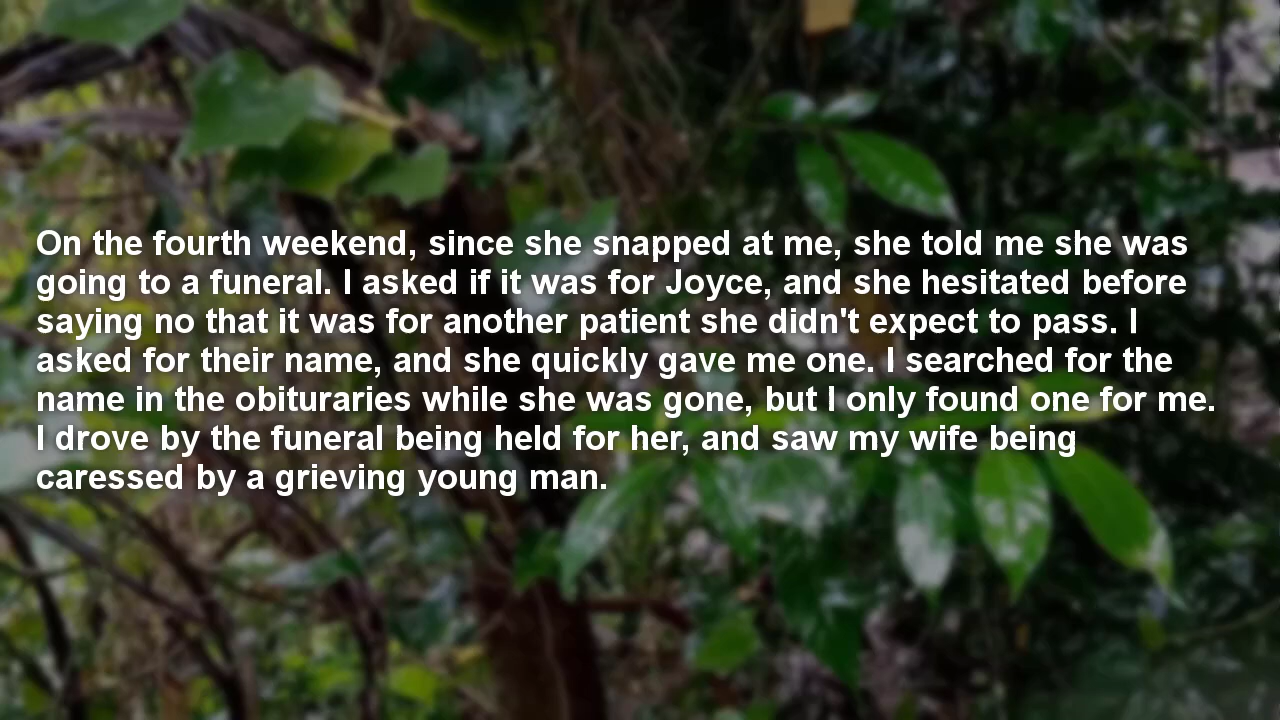 On the fourth weekend, since she snapped at me, she told me she was
going to a funeral. I asked if it was for Joyce, and she hesitated before
saying no that it was for another patient she didn't expect to pass. I
asked for their name, and she quickly gave me one. I searched for the
name in the obituraries while she was gone, but I only found one for me.
I drove by the funeral being held for her, and saw my wife being
caressed by a grieving young man.